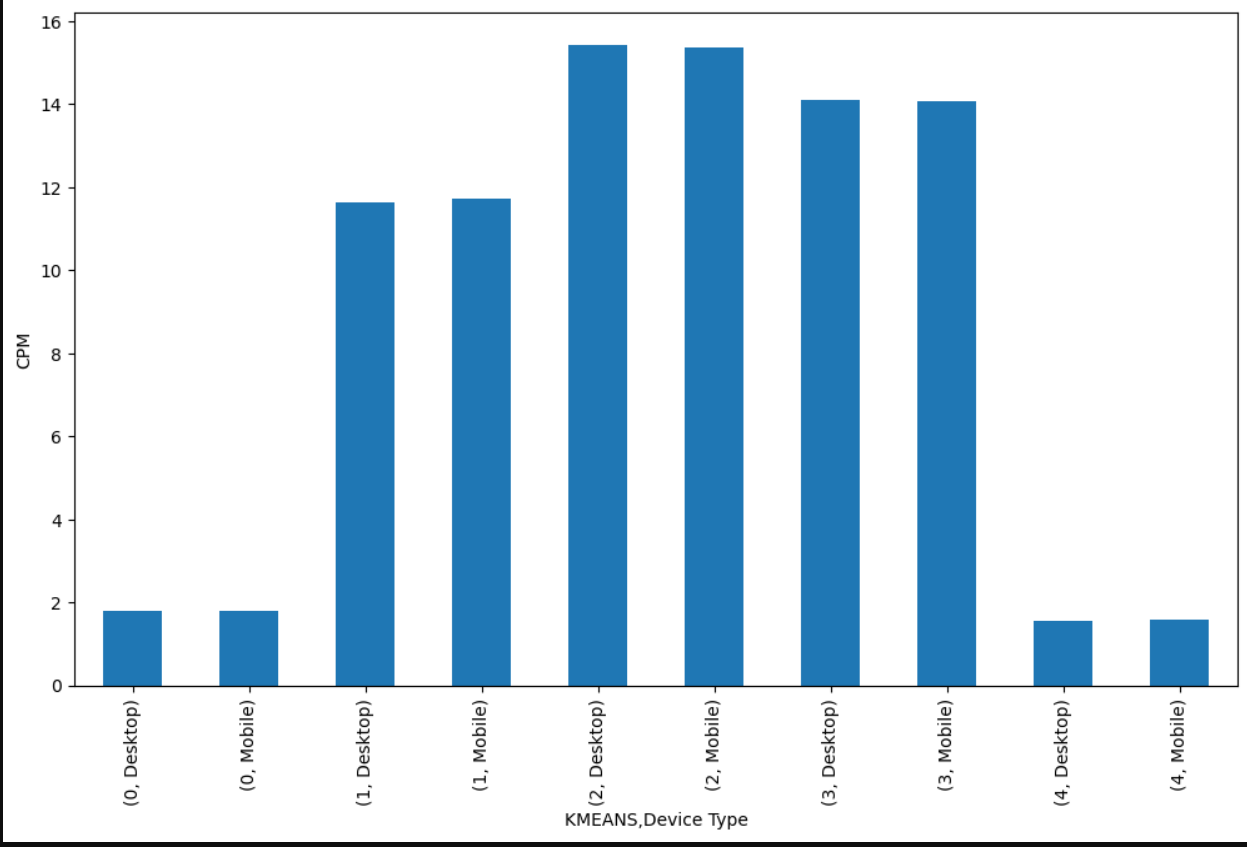 16
14
12
10
8
6
4
2
0
CPM
(0, Desktop)
(0, Mobile)
(1, Desktop)
(1, Mobile)
(2, Desktop)
(2, Mobile)
(3, Desktop)
(3, Mobile)
(4, Desktop)
(4, Mobile)
KMEANS,Device Type